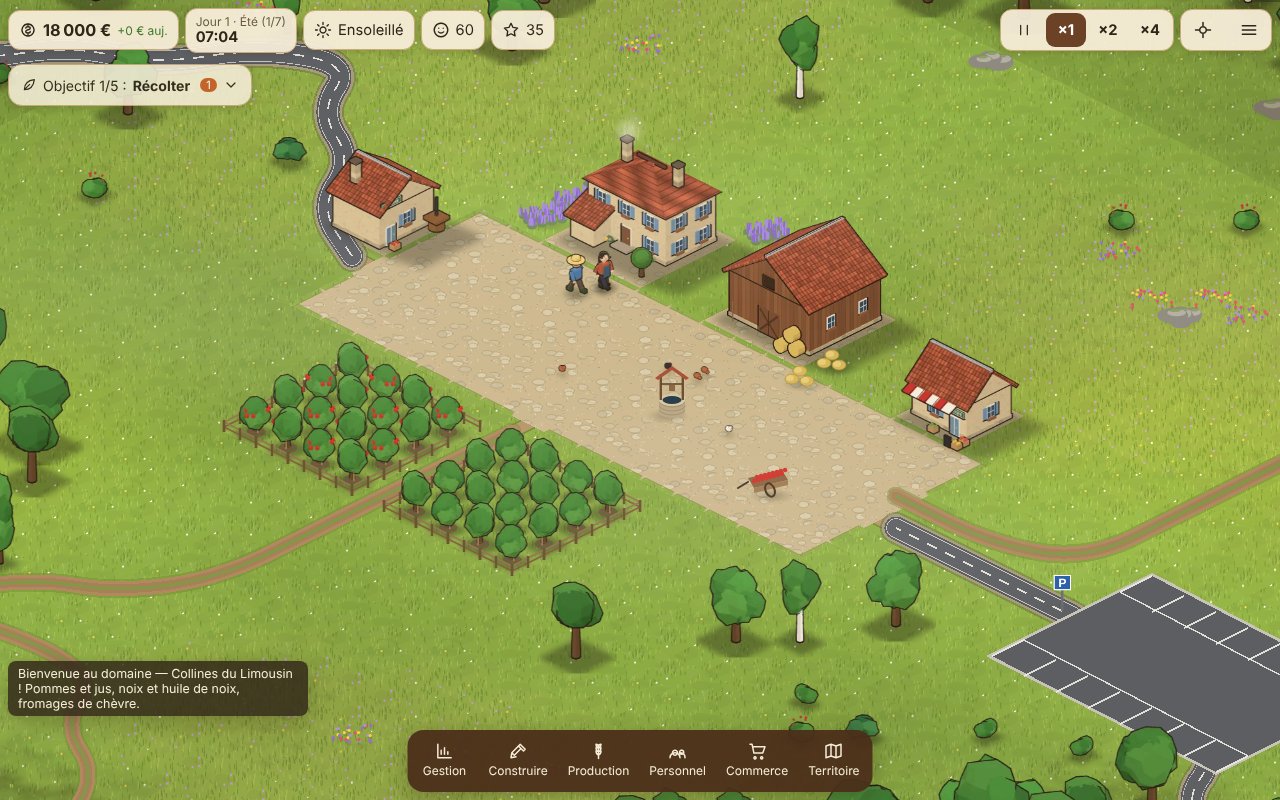 18 000 € +0 € auj.
Jour 1 · Été (1/7)
07:04
Ensoleillé
60
35
×1
×2
×4
Objectif 1/5 : Récolter 1
P
Bienvenue au domaine — Collines du Limousin
! Pommes et jus, noix et huile de noix,
fromages de chèvre.
Gestion
Construire
Production
Personnel
Commerce
Territoire